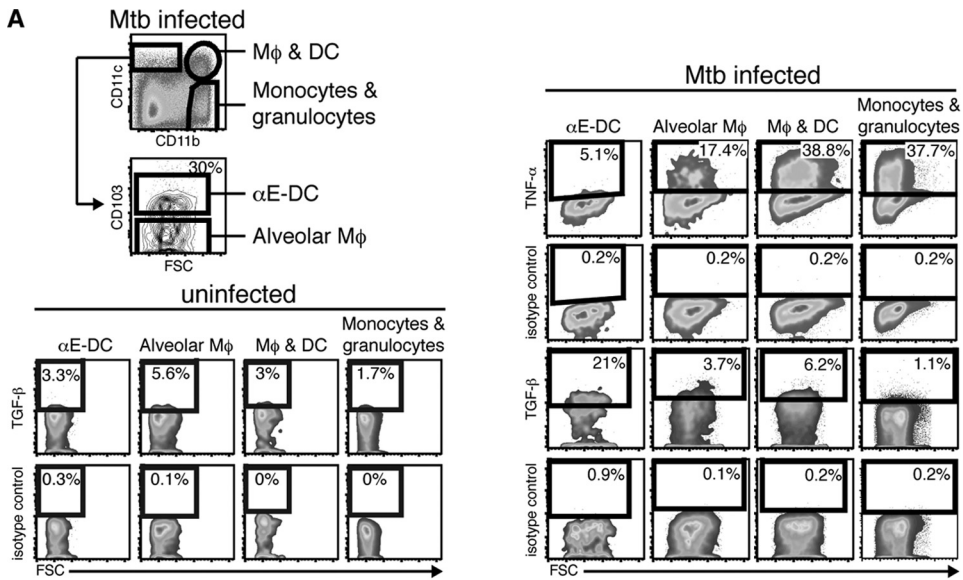 A
Mtb infected
CD11c
CD11b
Mϕ & DC
Monocytes &
granulocytes
30%
CD103
FSC
αE-DC
Alveolar Mϕ
uninfected
αE-DC
Alveolar Mϕ
Mϕ & DC
Monocytes &
granulocytes
TGF-β
3.3%
5.6%
3%
1.7%
isotype control
0.3%
0.1%
0%
0%
FSC
Mtb infected
αE-DC
Alveolar Mϕ
Mϕ & DC
Monocytes &
granulocytes
TNF-α
5.1%
17.4%
38.8%
37.7%
isotype control
0.2%
0.2%
0.2%
0.2%
TGF-β
21%
3.7%
6.2%
1.1%
isotype control
0.9%
0.1%
0.2%
0.2%
FSC